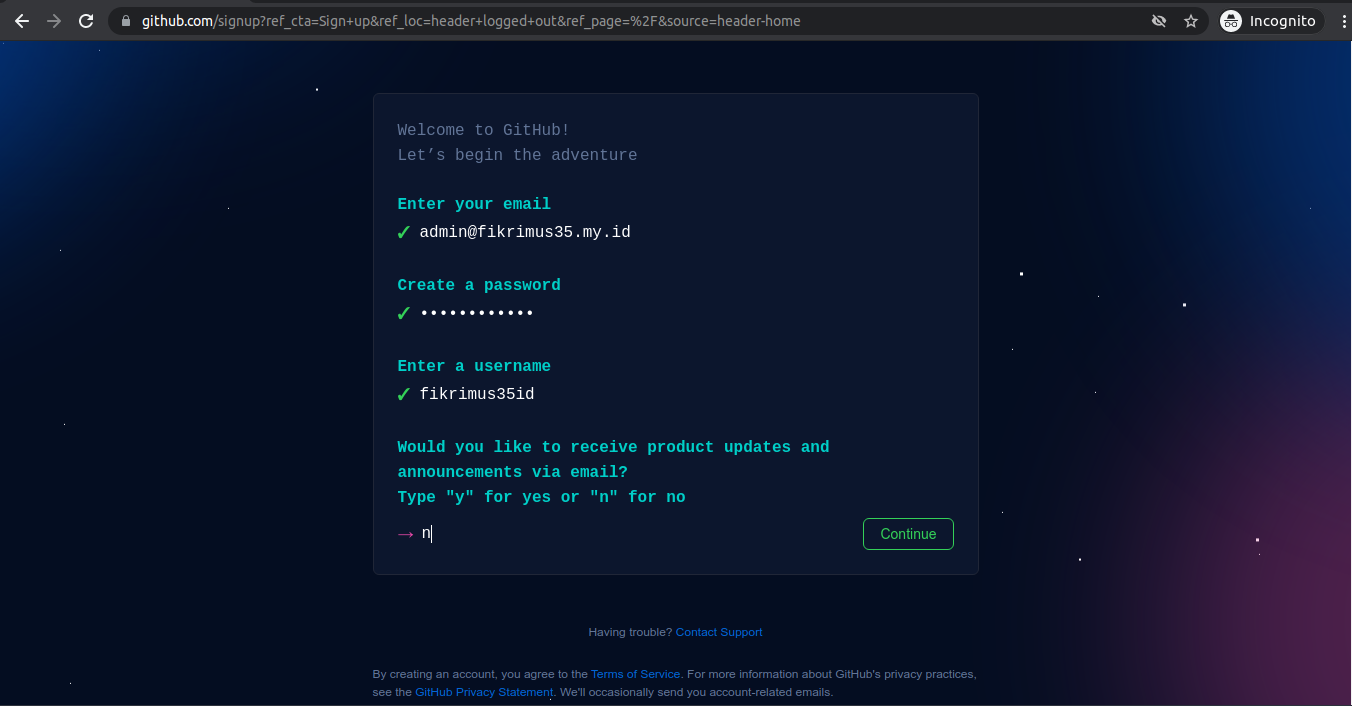 github.com/signup?ref_cta=Sign+up&ref_loc=header+logged+out&ref_page=%2F&source=header-home
Incognito
Welcome to GitHub!
Let’s begin the adventure
Enter your email
✓ admin@fikrimus35.my.id
Create a password
✓ ••••••••••••
Enter a username
✓ fikrimus35id
Would you like to receive product updates and
announcements via email?
Type "y" for yes or "n" for no
→ n
Continue
Having trouble? Contact Support
By creating an account, you agree to the Terms of Service. For more information about GitHub's privacy practices,
see the GitHub Privacy Statement. We'll occasionally send you account-related emails.